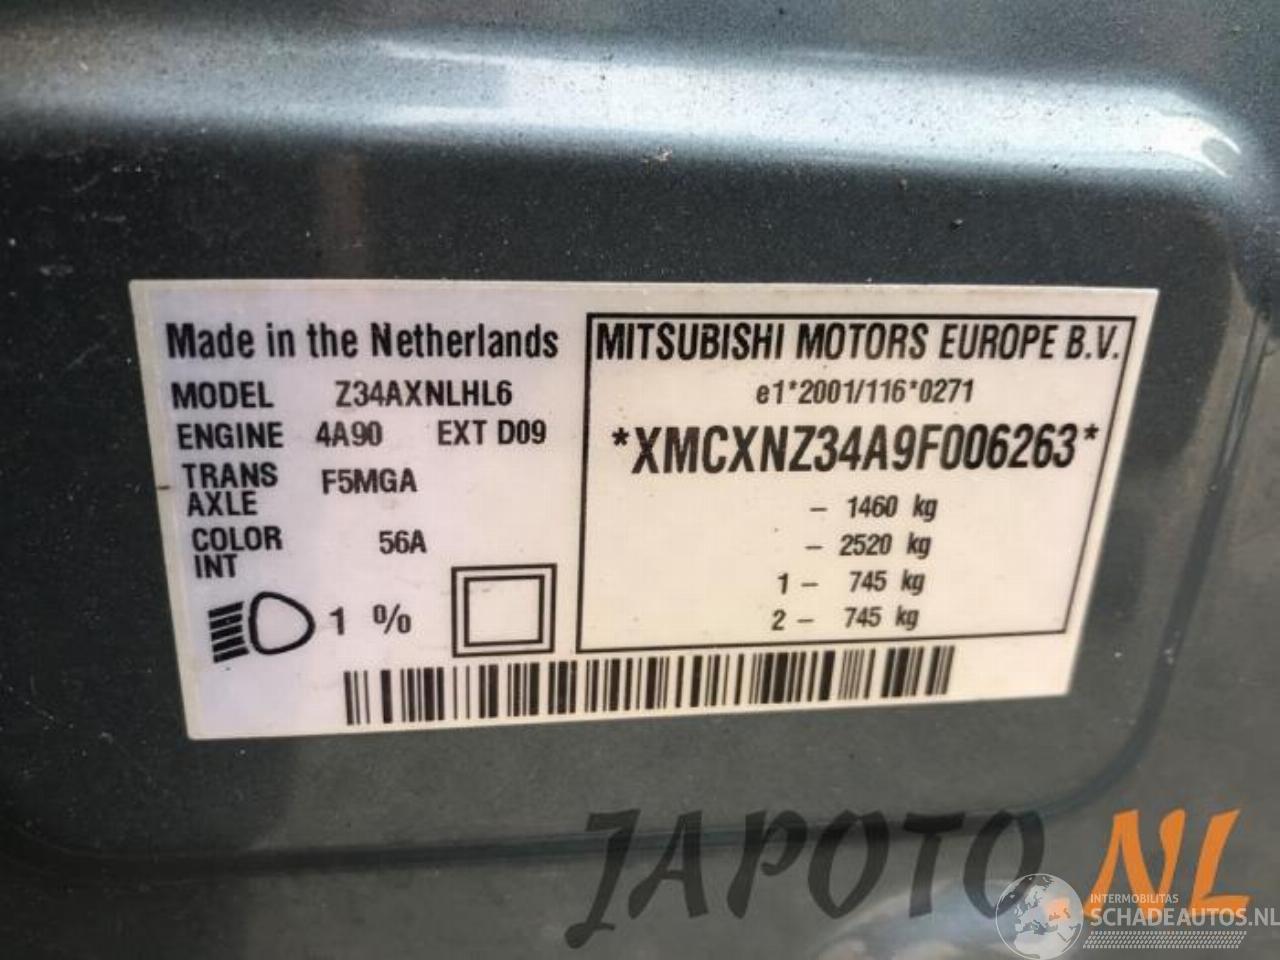 Made in the Netherlands
MODEL Z34AXNLHL6
ENGINE 4A90 EXT D09
TRANS AXLE F5MGA
COLOR INT 56A
1 %
MITSUBISHI MOTORS EUROPE B.V.
e1*2001/116*0271
*XMCXNZ34A9F006263*
- 1460 kg
- 2520 kg
1 - 745 kg
2 - 745 kg
JAPOTO.NL
INTERMOBILITAS
SCHADEAUTOS.NL